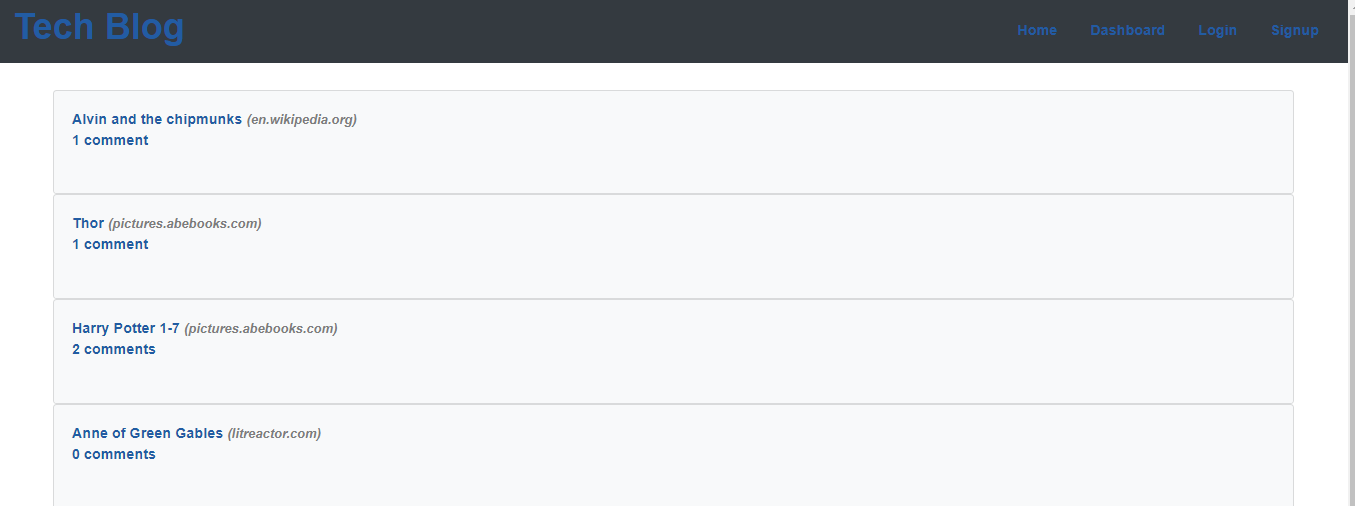 Tech Blog
Home Dashboard Login Signup
Alvin and the chipmunks (en.wikipedia.org)
1 comment
Thor (pictures.abebooks.com)
1 comment
Harry Potter 1-7 (pictures.abebooks.com)
2 comments
Anne of Green Gables (litreactor.com)
0 comments